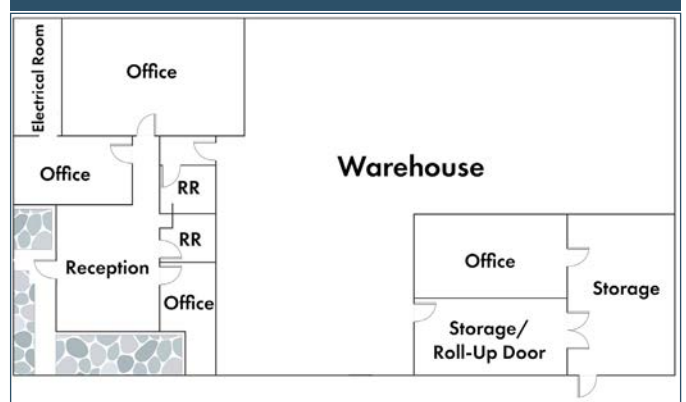 Electrical Room
Office
Warehouse
Office
RR
RR
Reception
Office
Office
Storage
Storage/
Roll-Up Door